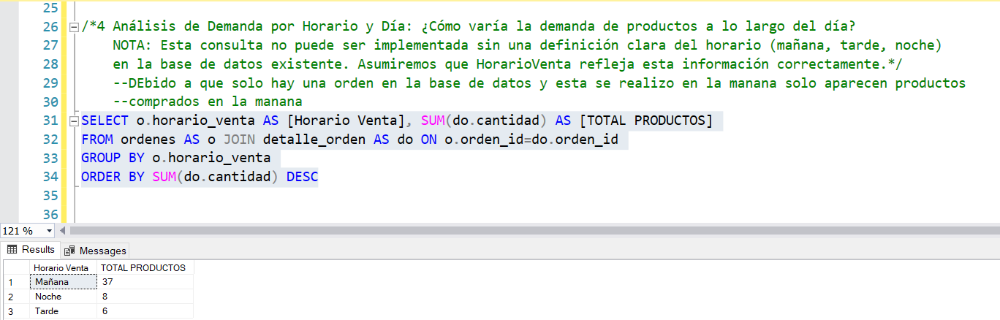 25
26 /*4 Análisis de Demanda por Horario y Día: ¿Cómo varía la demanda de productos a lo largo del día?
27 NOTA: Esta consulta no puede ser implementada sin una definición clara del horario (mañana, tarde, noche)
28 en la base de datos existente. Asumiremos que HorarioVenta refleja esta información correctamente.*/
29 --DEbido a que solo hay una orden en la base de datos y esta se realizo en la manana solo aparecen productos
30 --comprados en la manana
31 SELECT o.horario_venta AS [Horario Venta], SUM(do.cantidad) AS [TOTAL PRODUCTOS]
32 FROM ordenes AS o JOIN detalle_orden AS do ON o.orden_id=do.orden_id
33 GROUP BY o.horario_venta
34 ORDER BY SUM(do.cantidad) DESC
35
36
121 %
Results Messages
Horario Venta TOTAL PRODUCTOS
1 Mañana 37
2 Noche 8
3 Tarde 6